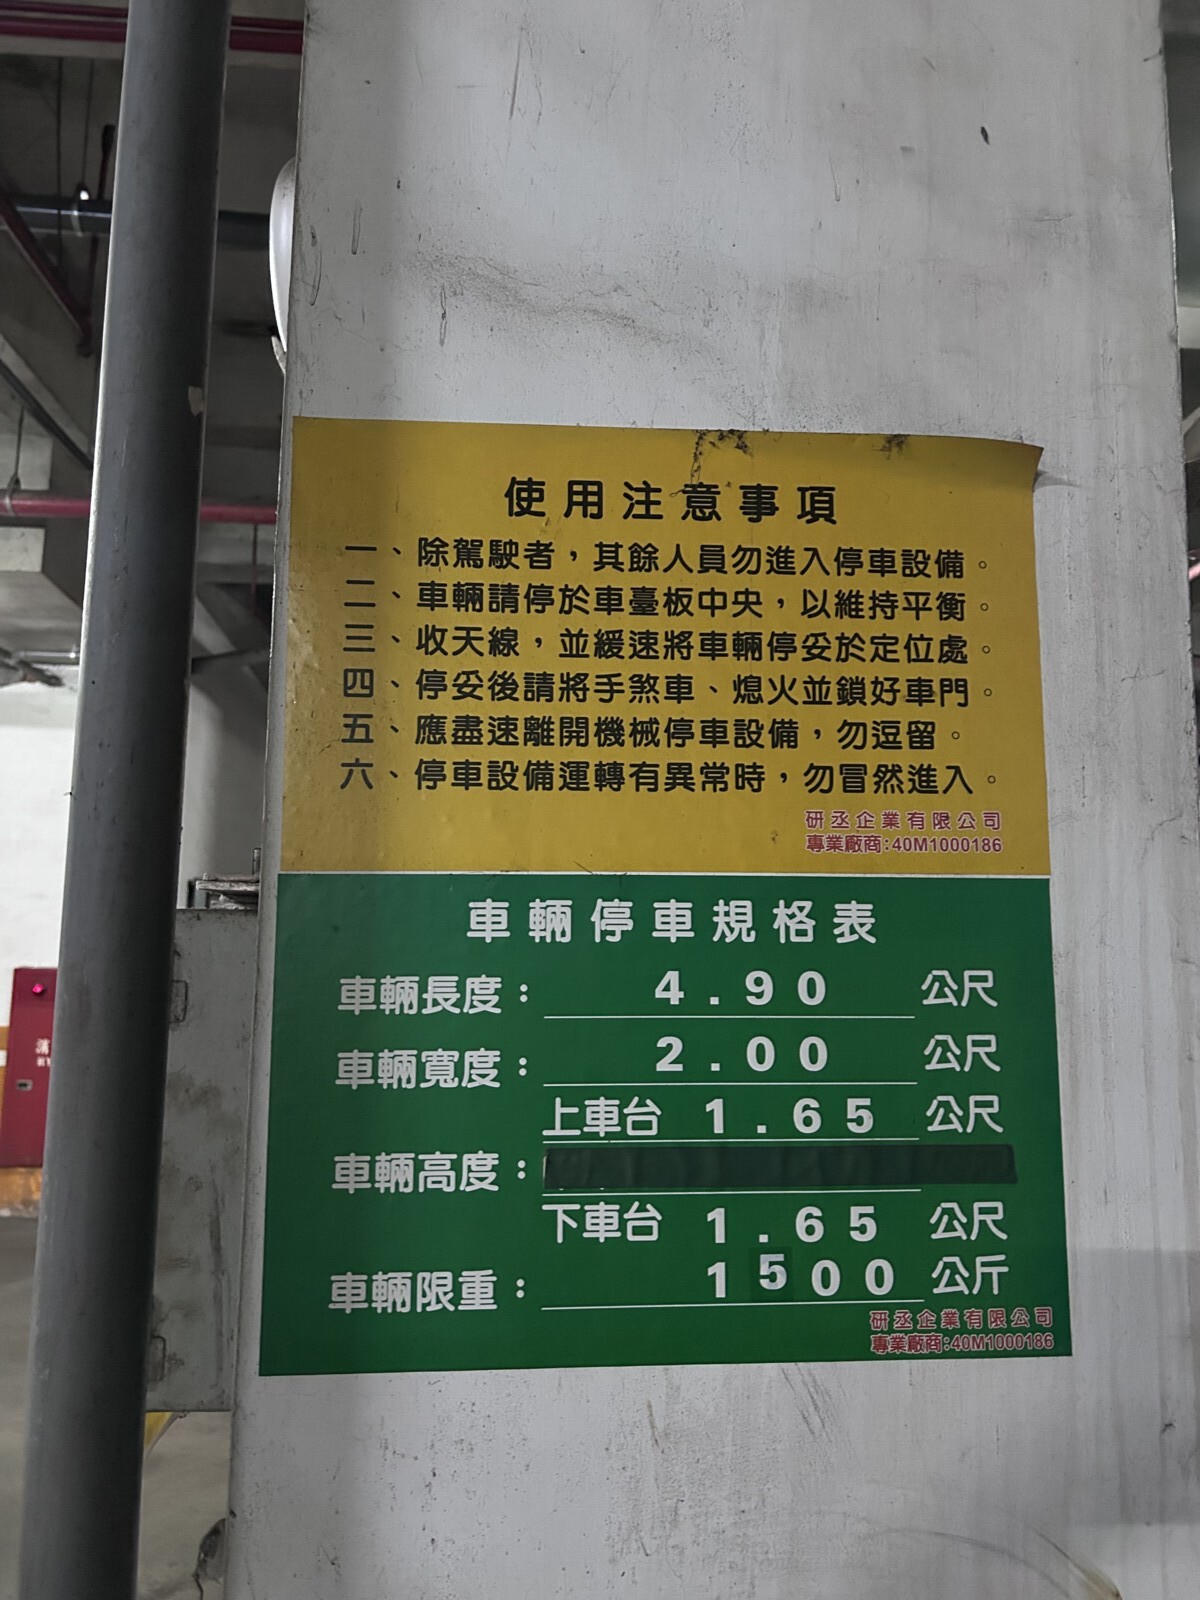 使用注意事項
一、除駕駛者，其餘人員勿進入停車設備。
二、車輛請停於車臺板中央，以維持平衡。
三、收天線，並緩速將車輛停妥於定位處。
四、停妥後請將手煞車、熄火並鎖好車門。
五、應盡速離開機械停車設備，勿逗留。
六、停車設備運轉有異常時，勿冒然進入。
研丞企業有限公司
專業廠商:40M1000186
車輛停車規格表
車輛長度：4.90 公尺
車輛寬度：2.00 公尺
上車台 1.65 公尺
車輛高度：
下車台 1.65 公尺
車輛限重：1500 公斤
研丞企業有限公司
專業廠商:40M1000186